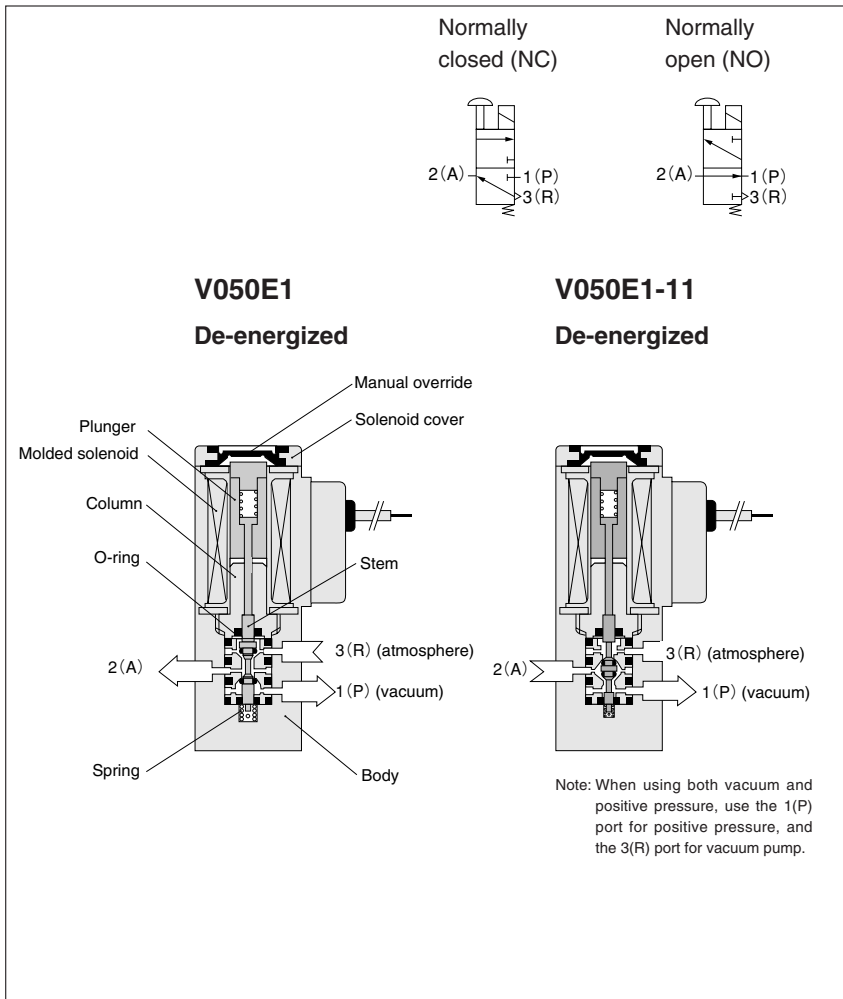 Normally
closed (NC)
Normally
open (NO)
2(A)
1(P)
3(R)
2(A)
1(P)
3(R)
V050E1
De-energized
V050E1-11
De-energized
Manual override
Solenoid cover
Plunger
Molded solenoid
Column
O-ring
Stem
3(R) (atmosphere)
2(A)
1(P) (vacuum)
Spring
Body
3(R) (atmosphere)
2(A)
1(P) (vacuum)
Note: When using both vacuum and
positive pressure, use the 1(P)
port for positive pressure, and
the 3(R) port for vacuum pump.